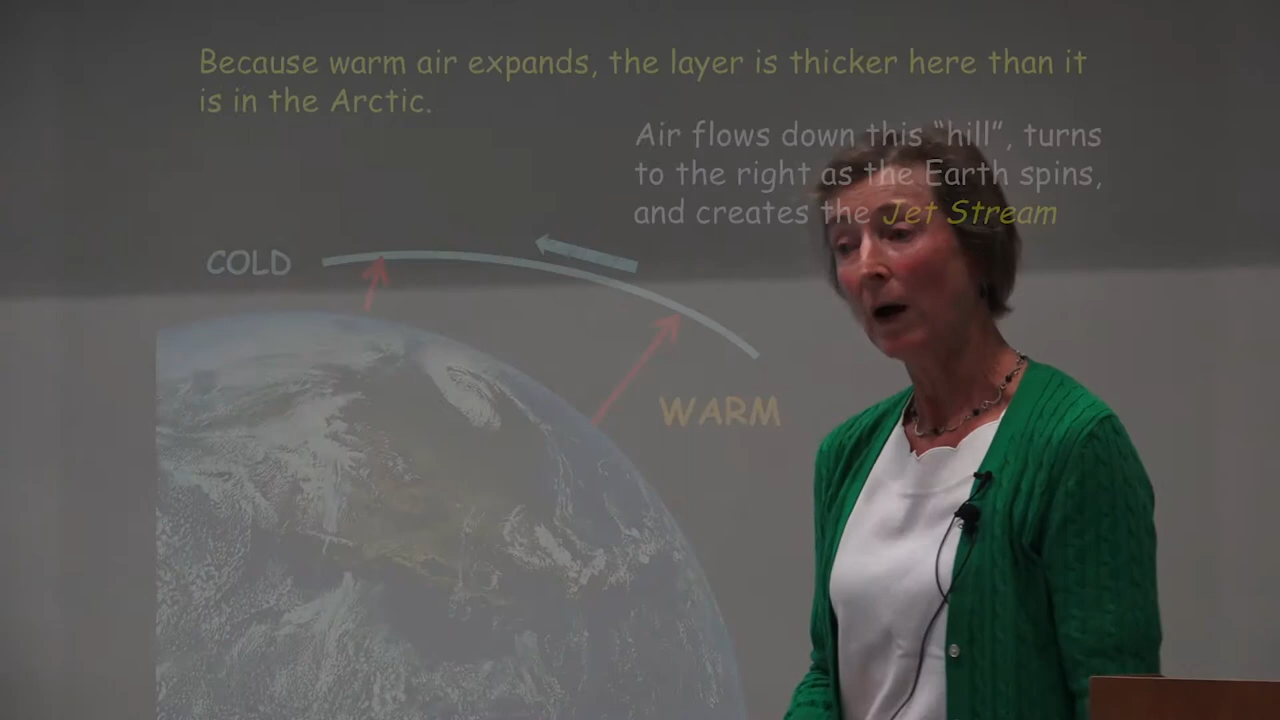 Because warm air expands, the layer is thicker here than it
is in the Arctic.
Air flows down this “hill”, turns
to the right as the Earth spins,
and creates the Jet Stream
COLD
WARM